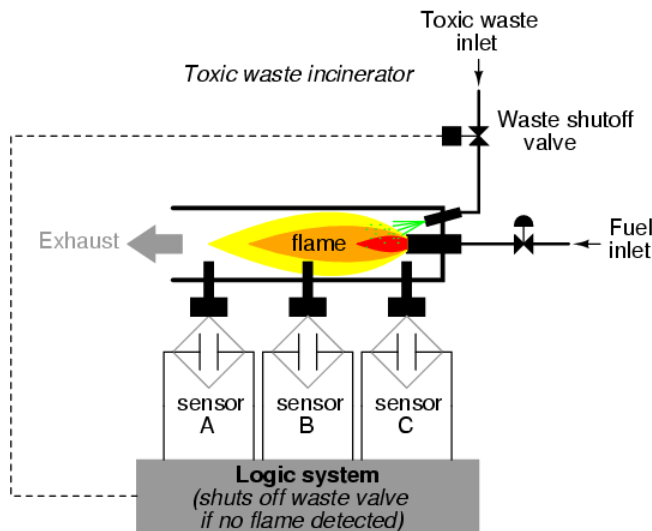 Toxic waste
inlet
Toxic waste incinerator
Waste shutoff
valve
Exhaust
flame
Fuel
inlet
sensor
A
sensor
B
sensor
C
Logic system
(shuts off waste valve
if no flame detected)